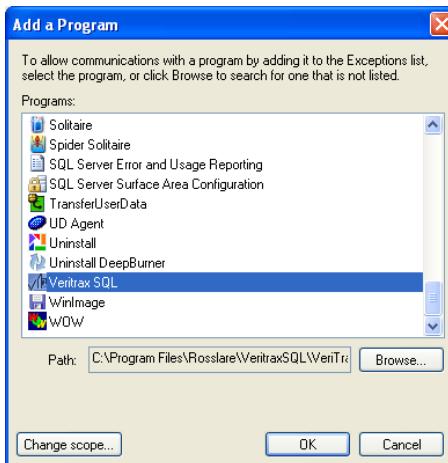 Add a Program
To allow communications with a program by adding it to the Exceptions list,
select the program, or click Browse to search for one that is not listed.
Programs:
Solitaire
Spider Solitaire
SQL Server Error and Usage Reporting
SQL Server Surface Area Configuration
TransferUserData
UD Agent
Uninstall
Uninstall DeepBurner
Veritrax SQL
WinImage
WOW
Path: C:\Program Files\Rosslare\VeritraxSQL\VeriTra Browse...
Change scope... OK Cancel